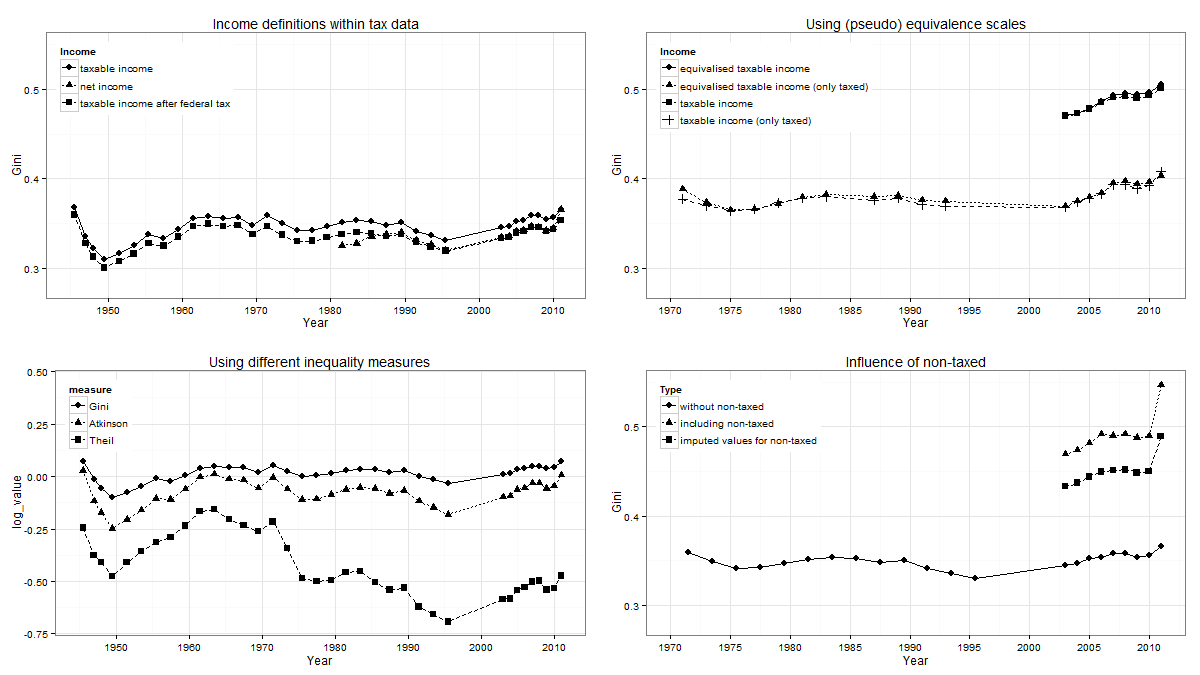 Income definitions within tax data
Income
taxable income
net income
taxable income after federal tax
Gini
0.5
0.4
0.3
1950 1960 1970 1980 1990 2000 2010
Year
Using (pseudo) equivalence scales
Income
equivalised taxable income
equivalised taxable income (only taxed)
taxable income
taxable income (only taxed)
Gini
0.5
0.4
0.3
1970 1975 1980 1985 1990 1995 2000 2005 2010
Year
Using different inequality measures
measure
Gini
Atkinson
Theil
log_value
0.50
0.25
0.00
-0.25
-0.50
-0.75
1950 1960 1970 1980 1990 2000 2010
Year
Influence of non-taxed
Type
without non-taxed
including non-taxed
imputed values for non-taxed
Gini
0.5
0.4
0.3
1970 1975 1980 1985 1990 1995 2000 2005 2010
Year